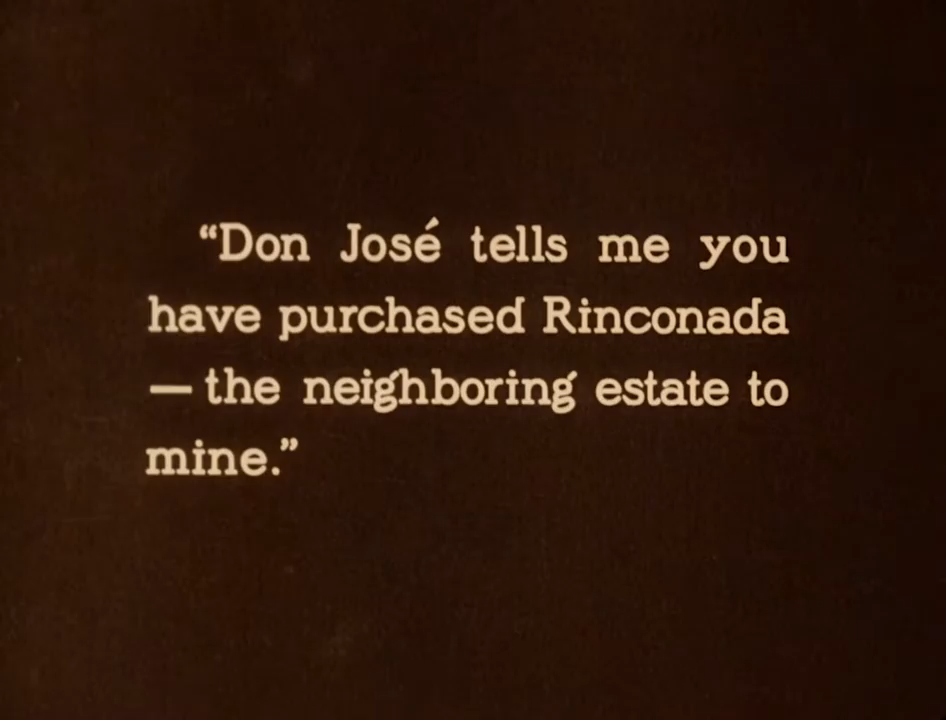 “Don José tells me you
have purchased Rinconada
— the neighboring estate to
mine.”